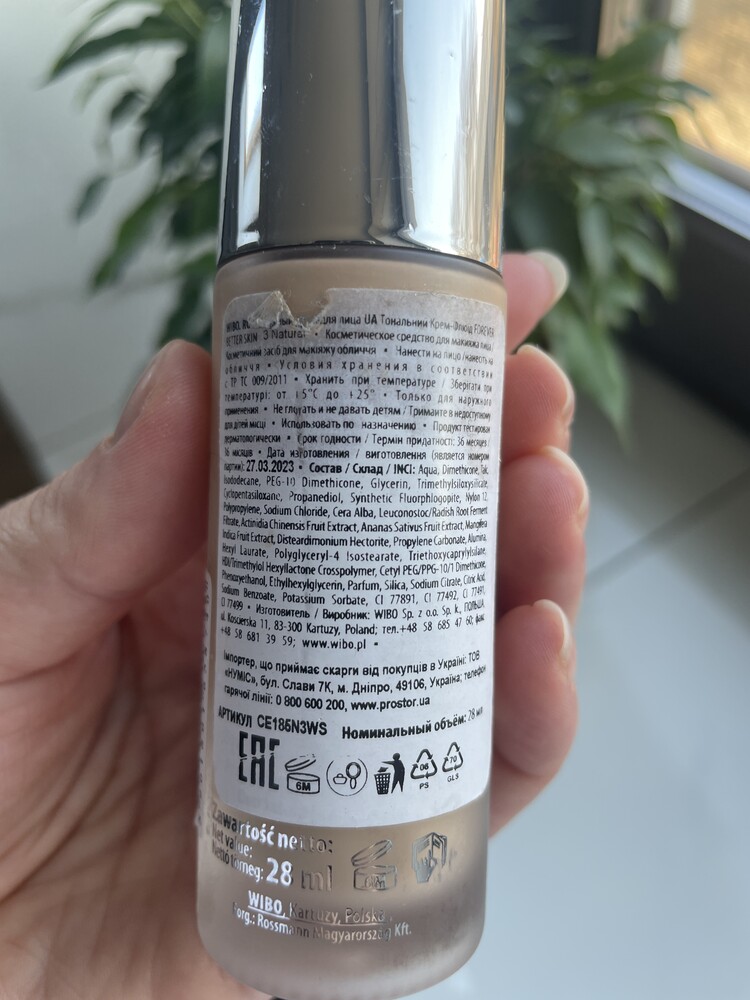 для лица UA Тональний Крем-Флюїд FOREVER
BETTER SKIN 3 Natural • Косметическое средство для макияжа лица /
Косметичний засіб для макіяжу обличчя • Нанести на лицо /нанесть на
обличчя • Условия хранения в соответствии
с ТР ТС 009/2011 • Хранить при температуре / Зберігати при
температурі: от +5°C до +25° • Только для наружного
применения • Не глотать и не давать детям / Тримайте в недоступному
для дітей місці • Использовать по назначению • Продукт тестирован
дерматологически • Срок годности / Термін придатності: 36 месяцев /
36 місяців • Дата изготовления / виготовлення (является номером
партии): 27.03.2023 • Состав / Склад / INCI: Aqua, Dimethicone, Talc,
Isododecane, PEG-10 Dimethicone, Glycerin, Trimethylsiloxysilicate,
Cyclopentasiloxane, Propanediol, Synthetic Fluorphlogopite, Nylon 12,
Polypropylene, Sodium Chloride, Cera Alba, Leuconostoc/Radish Root Ferment
Filtrate, Actinidia Chinensis Fruit Extract, Ananas Sativus Fruit Extract, Mangifera
Indica Fruit Extract, Disteardimonium Hectorite, Propylene Carbonate, Alumina,
Hexyl Laurate, Polyglyceryl-4 Isostearate, Triethoxycaprylylsilane,
HDI/Trimethylol Hexyllactone Crosspolymer, Cetyl PEG/PPG-10/1 Dimethicone,
Phenoxyethanol, Ethylhexylglycerin, Parfum, Silica, Sodium Citrate, Citric Acid,
Sodium Benzoate, Potassium Sorbate, CI 77891, CI 77492, CI 77491,
CI 77499 • Изготовитель / Виробник: WIBO Sp. z o.o. Sp. k., ПОЛЬША,
ul. Kościerska 11, 83-300 Kartuzy, Poland; тел.+48 58 685 47 60; факс
+48 58 681 39 59; www.wibo.pl •
Імпортер, що приймає скарги від покупців в Україні: ТОВ
«НУМІС», бул. Слави 7К, м. Дніпро, 49106, Україна; телефон
гарячої лінії: 0 800 600 200, www.prostor.ua
АРТИКУЛ CE185N3WS Номинальный объём: 28 мл
EAC
6M
06
PS
70
GLS
Zawartość netto:
Net value:
Nettó tömeg: 28 ml
WIBO, Kartuzy, Polska
Forg.: Rossmann Magyarország Kft.